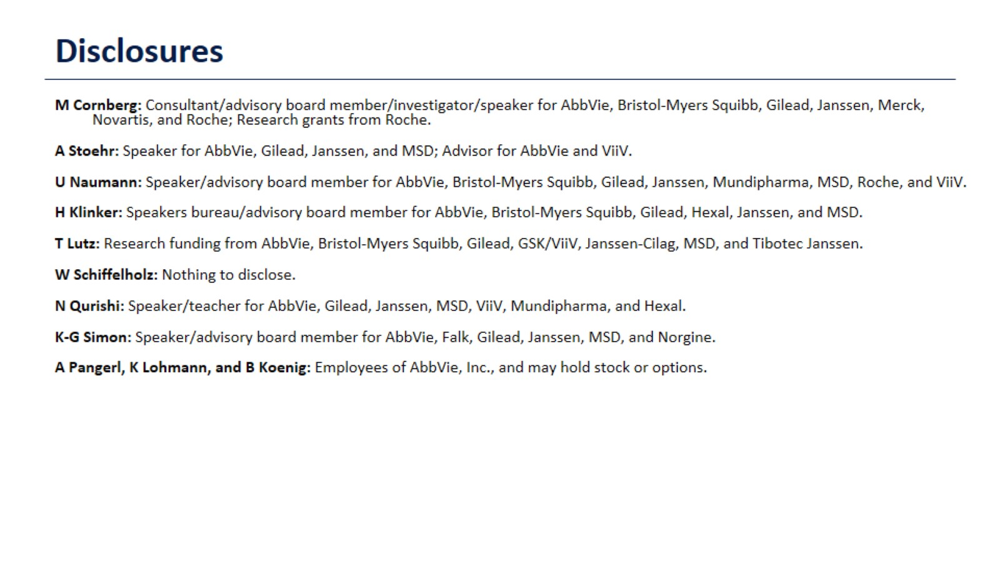 Disclosures
M Cornberg: Consultant/advisory board member/investigator/speaker for AbbVie, Bristol-Myers Squibb, Gilead, Janssen, Merck,
Novartis, and Roche; Research grants from Roche.
A Stoehr: Speaker for AbbVie, Gilead, Janssen, and MSD; Advisor for AbbVie and ViiV.
U Naumann: Speaker/advisory board member for AbbVie, Bristol-Myers Squibb, Gilead, Janssen, Mundipharma, MSD, Roche, and ViiV.
H Klinker: Speakers bureau/advisory board member for AbbVie, Bristol-Myers Squibb, Gilead, Hexal, Janssen, and MSD.
T Lutz: Research funding from AbbVie, Bristol-Myers Squibb, Gilead, GSK/ViiV, Janssen-Cilag, MSD, and Tibotec Janssen.
W Schiffelholz: Nothing to disclose.
N Qurishi: Speaker/teacher for AbbVie, Gilead, Janssen, MSD, ViiV, Mundipharma, and Hexal.
K-G Simon: Speaker/advisory board member for AbbVie, Falk, Gilead, Janssen, MSD, and Norgine.
A Pangerl, K Lohmann, and B Koenig: Employees of AbbVie, Inc., and may hold stock or options.